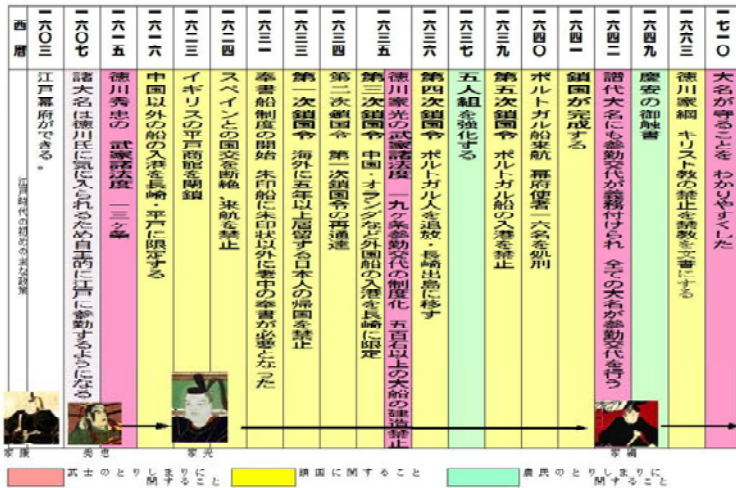 西暦
江戸時代の初めの主な政策
一六〇三
江戸幕府ができる。
一六〇七
諸大名は徳川氏に気に入られるため自主的に江戸に参勤するようになる
一六一五
徳川秀忠の 武家諸法度 一三ヶ条
一六一六
中国以外の船の入港を長崎・平戸に限定する
一六二三
イギリスの平戸商館を閉鎖
一六二四
スペインとの国交を断絶、来航を禁止
一六三一
奉書船制度の開始 朱印船に朱印状以外に老中の奉書が必要となった
一六三三
第一次鎖国令 海外に五年以上居留する日本人の帰国を禁止
一六三四
第二次鎖国令 第一次鎖国令の再通達
一六三五
第三次鎖国令 中国・オランダなど外国船の入港を長崎に限定
徳川家光の武家諸法度 一九ヶ条参勤交代の制度化 五百石以上の大船の建造禁止
一六三六
第四次鎖国令 ポルトガル人を追放・長崎出島に移す
一六三七
五人組を強化する
一六三九
第五次鎖国令 ポルトガル船の入港を禁止
一六四〇
ポルトガル船来航 幕府使者一六名を処刑
一六四一
鎖国が完成する
一六四二
譜代大名にも参勤交代が義務付けられ 全ての大名が参勤交代を行う
一六四九
慶安の御触書
一六六三
徳川家綱 キリスト教の禁止を禁教を文書にする
一七一〇
大名が守ることを わかりやすくした
家康
秀忠
家光
家綱
武士のとりしまりに
関すること
鎖国に関すること
農民のとりしまりに
関すること